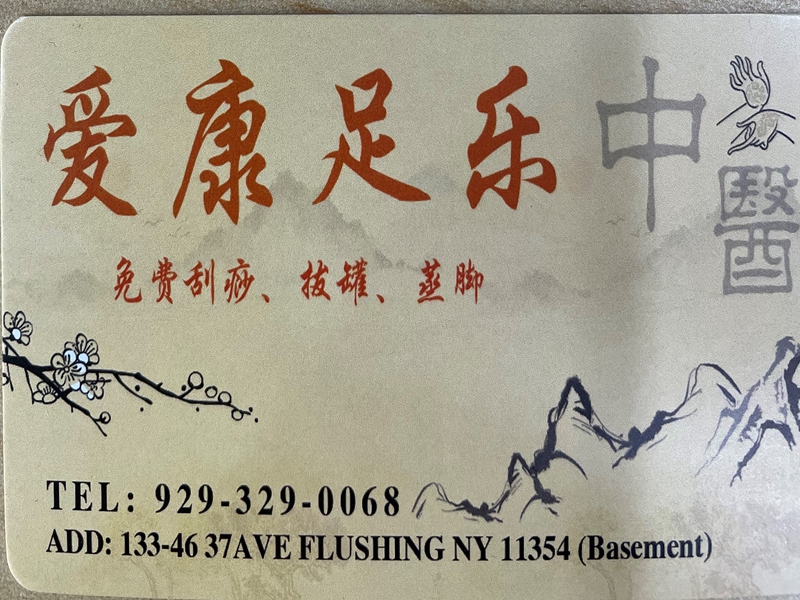 爱康足乐
中醫
免费刮痧、拔罐、蒸脚
TEL: 929-329-0068
ADD: 133-46 37AVE FLUSHING NY 11354 (Basement)